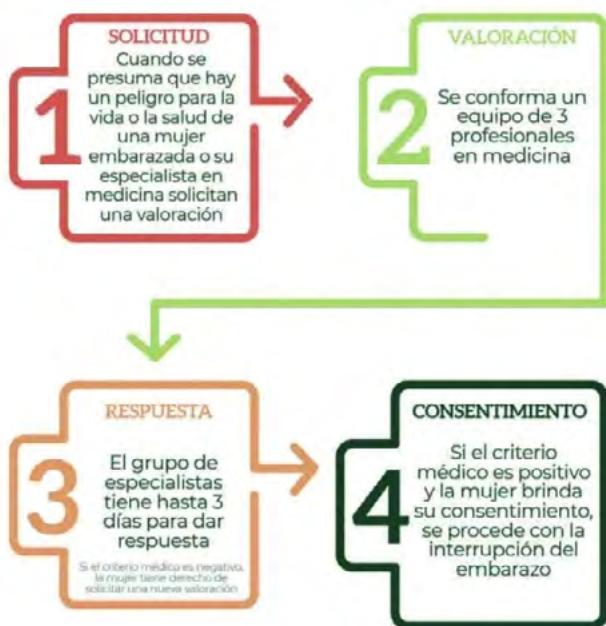 1
SOLICITUD
Cuando se
presuma que hay
un peligro para la
vida o la salud de
una mujer
embarazada o su
especialista en
medicina solicitan
una valoración
2
VALORACIÓN
Se conforma un
equipo de 3
profesionales
en medicina
3
RESPUESTA
El grupo de
especialistas
tiene hasta 3
días para dar
respuesta
Si el criterio médico es negativo,
la mujer tiene derecho de
solicitar una nueva valoración
4
CONSENTIMIENTO
Si el criterio
médico es positivo
y la mujer brinda
su consentimiento,
se procede con la
interrupción del
embarazo